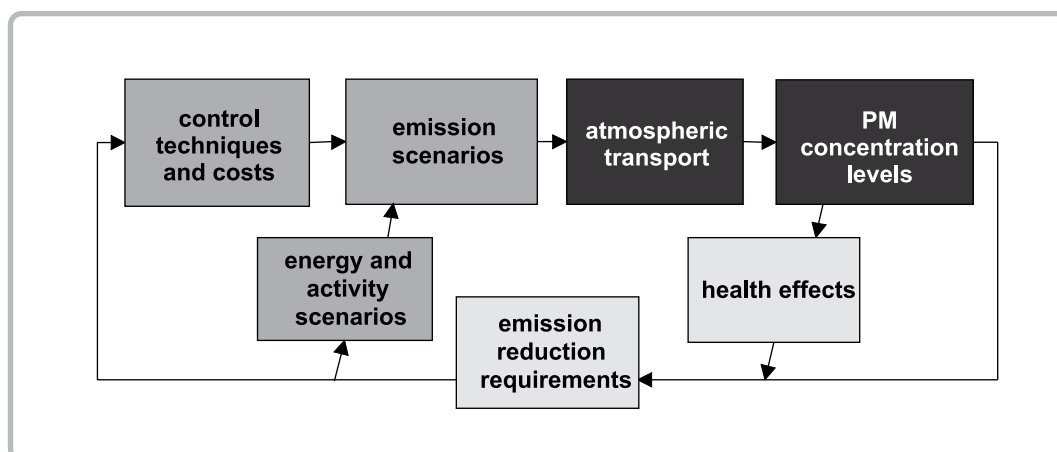 control
techniques
and costs
emission
scenarios
atmospheric
transport
PM
concentration
levels
energy and
activity
scenarios
health effects
emission
reduction
requirements